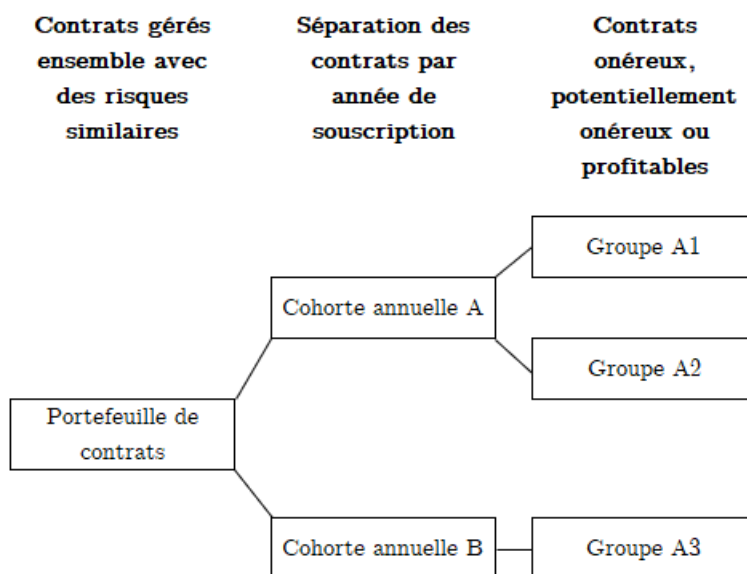 Contrats gérés
ensemble avec
des risques
similaires
Séparation des
contrats par
année de
souscription
Contrats
onéreux,
potentiellement
onéreux ou
profitables
Groupe A1
Cohorte annuelle A
Groupe A2
Portefeuille de
contrats
Cohorte annuelle B
Groupe A3